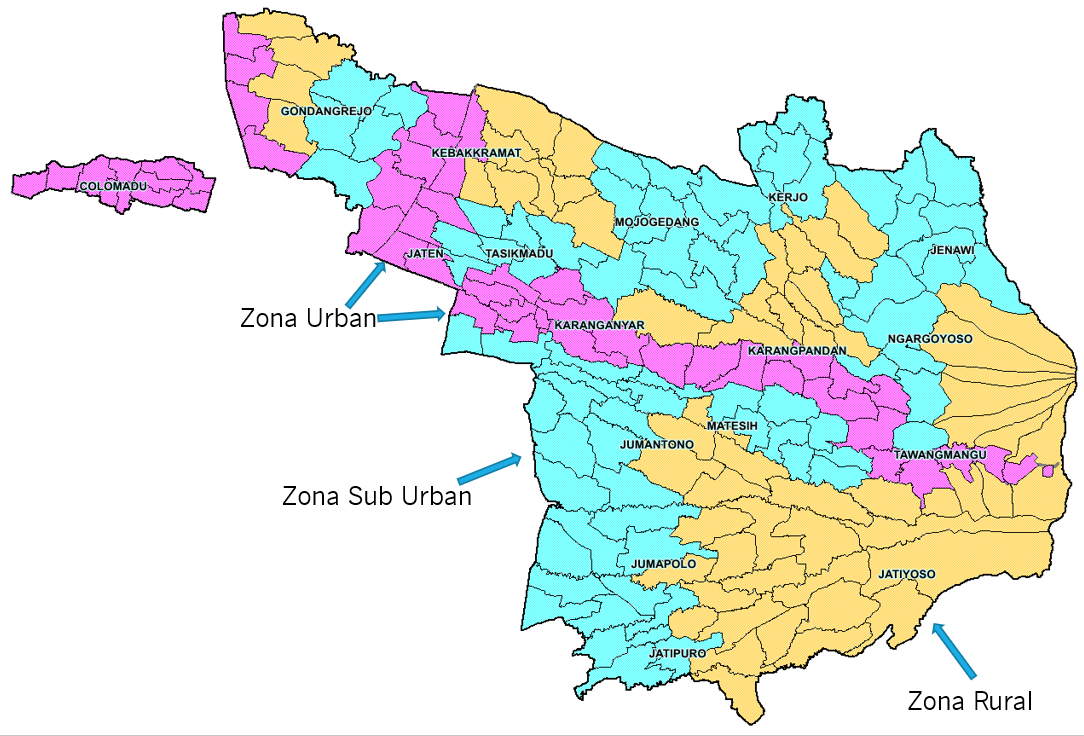 GONDANGREJO
KEBAKKRAMAT
COLOMADU
KERJO
MOJOGEDANG
JENAWI
JATEN
TASIKMADU
Zona Urban
KARANGANYAR
NGARGOYOSO
KARANGPANDAN
MATESIH
JUMANTONO
TAWANGMANGU
Zona Sub Urban
JUMAPOLO
JATIYOSO
JATIPURO
Zona Rural